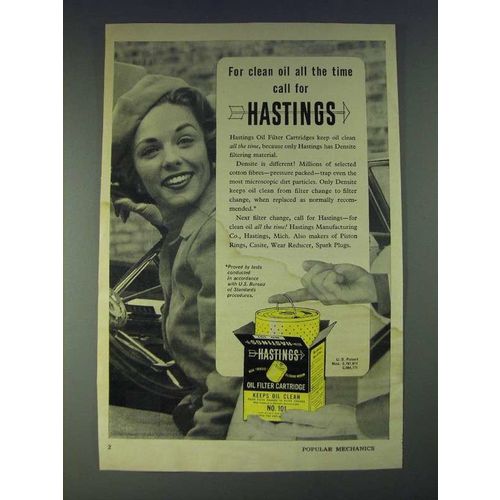 For clean oil all the time
call for
HASTINGS
Hastings Oil Filter Cartridges keep oil clean
all the time, because only Hastings has Densite
filtering material.
Densite is different! Millions of selected
cotton fibres—pressure packed—trap even the
most microscopic dirt particles. Only Densite
keeps oil clean from filter change to filter
change, when replaced as normally recom-
mended.*
Next filter change, call for Hastings—for
clean oil all the time! Hastings Manufacturing
Co., Hastings, Mich. Also makers of Piston
Rings, Casite, Wear Reducer, Spark Plugs.
*Proved by tests
conducted
in accordance
with U.S. Bureau
of Standards
procedures.
HASTINGS
HASTINGS
OIL FILTER CARTRIDGE
KEEPS OIL CLEAN
NO. 101
U. S. Patent
Nos.
2
POPULAR MECHANICS